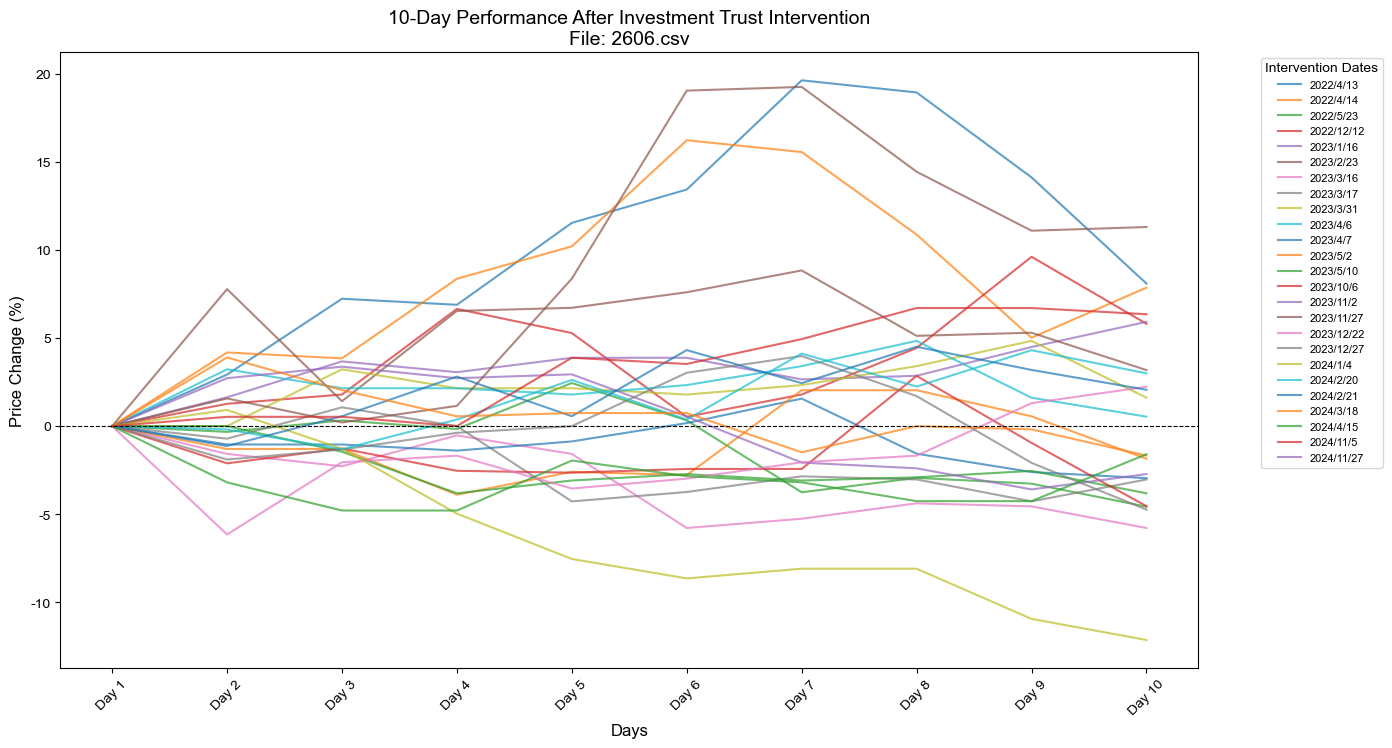 10-Day Performance After Investment Trust Intervention
File: 2606.csv
Price Change (%)
20
15
10
5
0
-5
-10
Day 1
Day 2
Day 3
Day 4
Day 5
Day 6
Day 7
Day 8
Day 9
Day 10
Days
Intervention Dates
2022/4/13
2022/4/14
2022/5/23
2022/12/12
2023/1/16
2023/2/23
2023/3/16
2023/3/17
2023/3/31
2023/4/6
2023/4/7
2023/5/2
2023/5/10
2023/10/6
2023/11/2
2023/11/27
2023/12/22
2023/12/27
2024/1/4
2024/2/20
2024/2/21
2024/3/18
2024/4/15
2024/11/5
2024/11/27